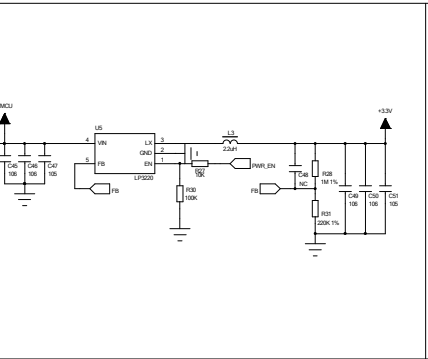 MCU
+3.3V
U5
L3
4
VIN
LX
3
2.2uH
GND
2
5
FB
EN
1
C45
106
C46
106
C47
105
LP3220
R27
10K
PWR_EN
C48
NC
R28
1M 1%
FB
FB
R30
100K
R31
220K 1%
C49
106
C50
106
C51
105